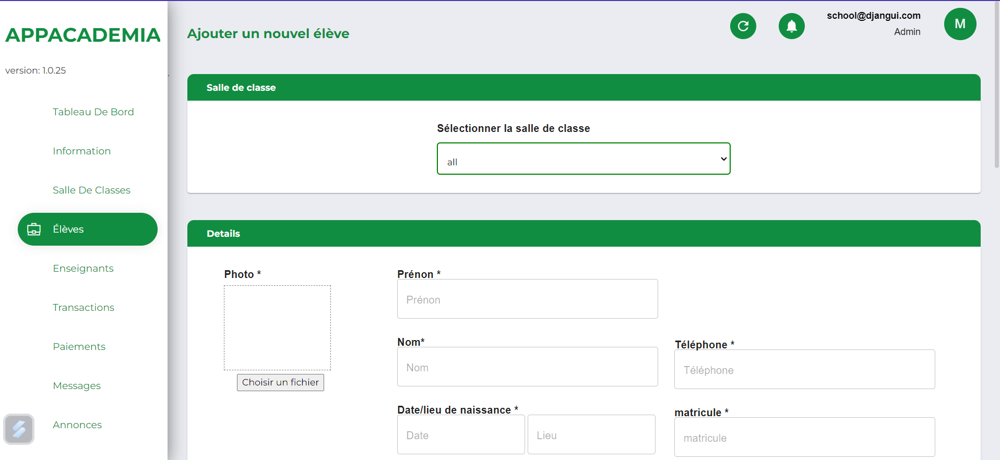 APPACADEMIA
version: 1.0.25
Tableau De Bord
Information
Salle De Classes
Élèves
Enseignants
Transactions
Paiements
Messages
Annonces
Ajouter un nouvel élève
school@djangui.com
Admin
M
Salle de classe
Sélectionner la salle de classe
all
Details
Photo *
Choisir un fichier
Prénon *
Prénon
Nom*
Nom
Téléphone *
Téléphone
Date/lieu de naissance *
Date
Lieu
matricule *
matricule